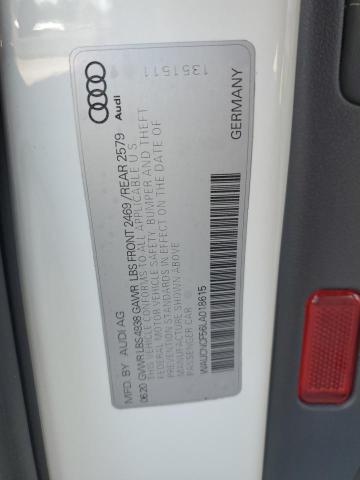 MFD. BY AUDI AG
06.20 GVWR LBS 4938 GAWR LBS FRONT 2469 / REAR 2579
THIS VEHICLE CONFORMS TO ALL APPLICABLE U.S.
FEDERAL MOTOR VEHICLE SAFETY, BUMPER AND THEFT
PREVENTION STANDARDS IN EFFECT ON THE DATE OF
MANUFACTURE SHOWN ABOVE
PASSENGER CAR
WAUCNCF56LA018615
Audi
1351511
GERMANY